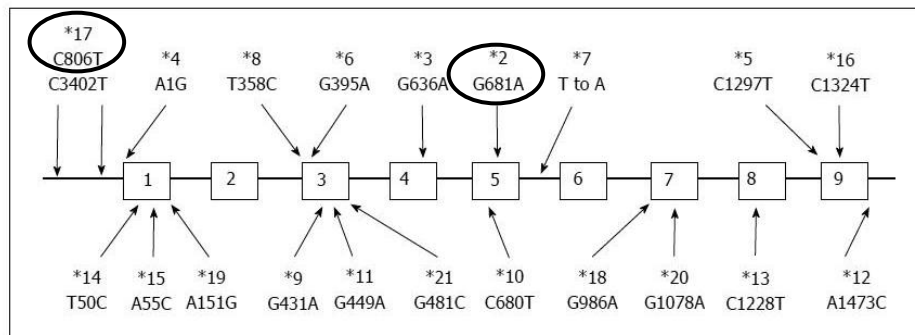 *17
C806T
C3402T
*4
A1G
*8
T358C
*6
G395A
*3
G636A
*2
G681A
*7
T to A
*5
C1297T
*16
C1324T
1 2 3 4 5 6 7 8 9
*14
T50C
*15
A55C
*19
A151G
*9
G431A
*11
G449A
*21
G481C
*10
C680T
*18
G986A
*20
G1078A
*13
C1228T
*12
A1473C